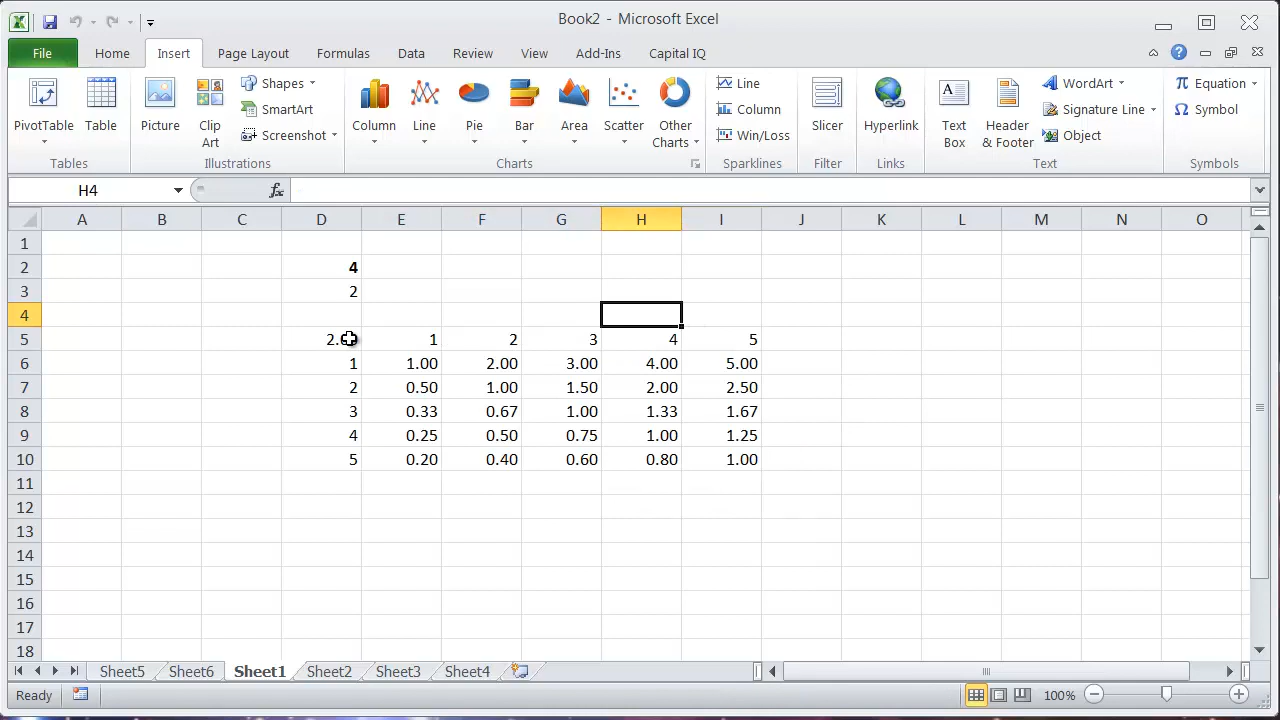 Book2 - Microsoft Excel
File Home Insert Page Layout Formulas Data Review View Add-Ins Capital IQ
PivotTable Table Picture Clip Art Shapes SmartArt Screenshot Column Line Pie Bar Area Scatter Other Charts Line Column Win/Loss Slicer Hyperlink Text Box Header & Footer WordArt Signature Line Object Equation Symbol
Tables Illustrations Charts Sparklines Filter Links Text Symbols
H4 fx
A B C D E F G H I J K L M N O
1
2 4
3 2
4
5 1 2 3 4 5
6 1 1.00 2.00 3.00 4.00 5.00
7 2 0.50 1.00 1.50 2.00 2.50
8 3 0.33 0.67 1.00 1.33 1.67
9 4 0.25 0.50 0.75 1.00 1.25
10 5 0.20 0.40 0.60 0.80 1.00
11
12
13
14
15
16
17
18
Sheet5 Sheet6 Sheet1 Sheet2 Sheet3 Sheet4
Ready 100%